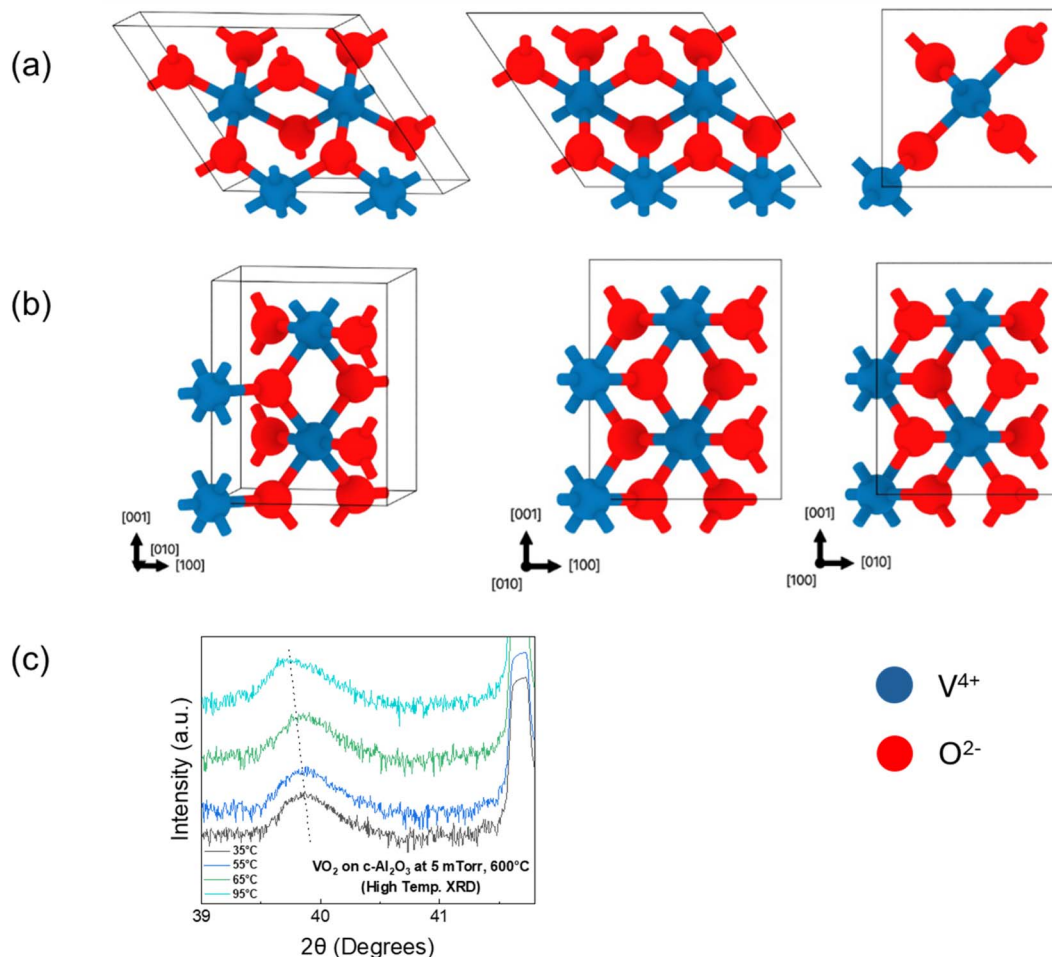 (a)
(b)
[001]
[010]
[100]
[001]
[100]
[010]
[001]
[010]
[100]
(c)
Intensity (a.u.)
35°C
55°C
65°C
95°C
VO₂ on c-Al₂O₃ at 5 mTorr, 600°C
(High Temp. XRD)
39
40
41
2θ (Degrees)
V⁴⁺
O²⁻